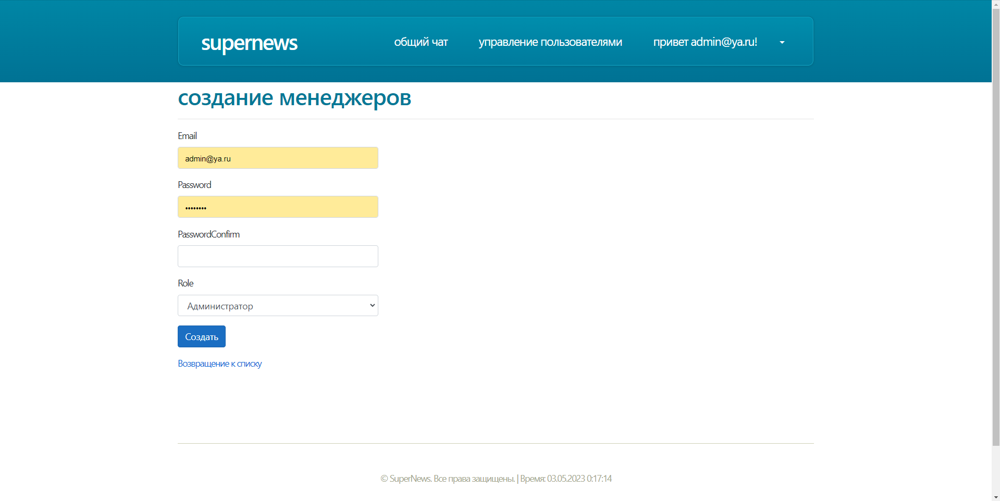 supernews
общий чат
управление пользователями
привет admin@ya.ru!
создание менеджеров
Email
admin@ya.ru
Password
••••••••
PasswordConfirm
Role
Администратор
Создать
Возвращение к списку
© SuperNews. Все права защищены. | Время: 03.05.2023 0:17:14